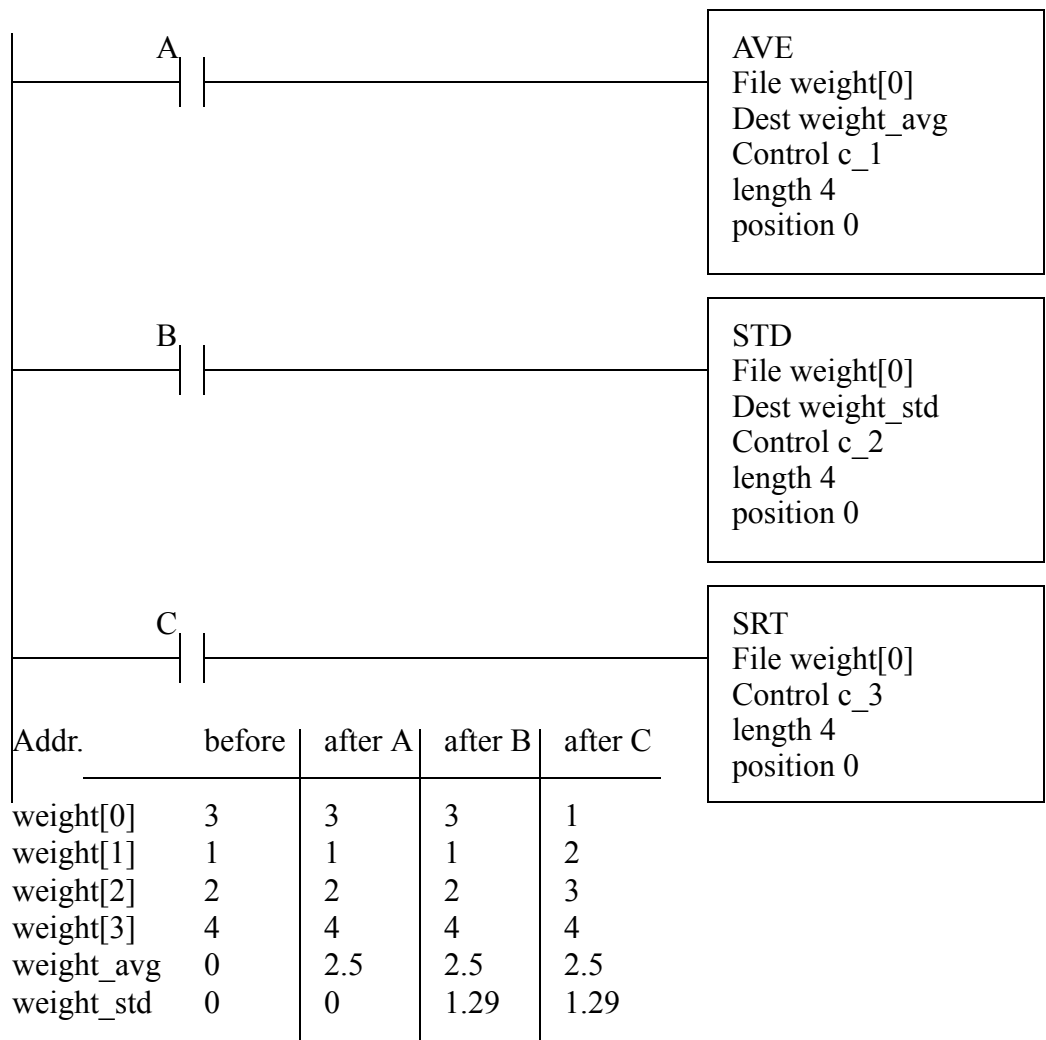 A
AVE
File weight[0]
Dest weight_avg
Control c_1
length 4
position 0
B
STD
File weight[0]
Dest weight_std
Control c_2
length 4
position 0
C
SRT
File weight[0]
Control c_3
length 4
position 0
Addr. before after A after B after C
weight[0] 3 3 3 1
weight[1] 1 1 1 2
weight[2] 2 2 2 3
weight[3] 4 4 4 4
weight_avg 0 2.5 2.5 2.5
weight_std 0 0 1.29 1.29